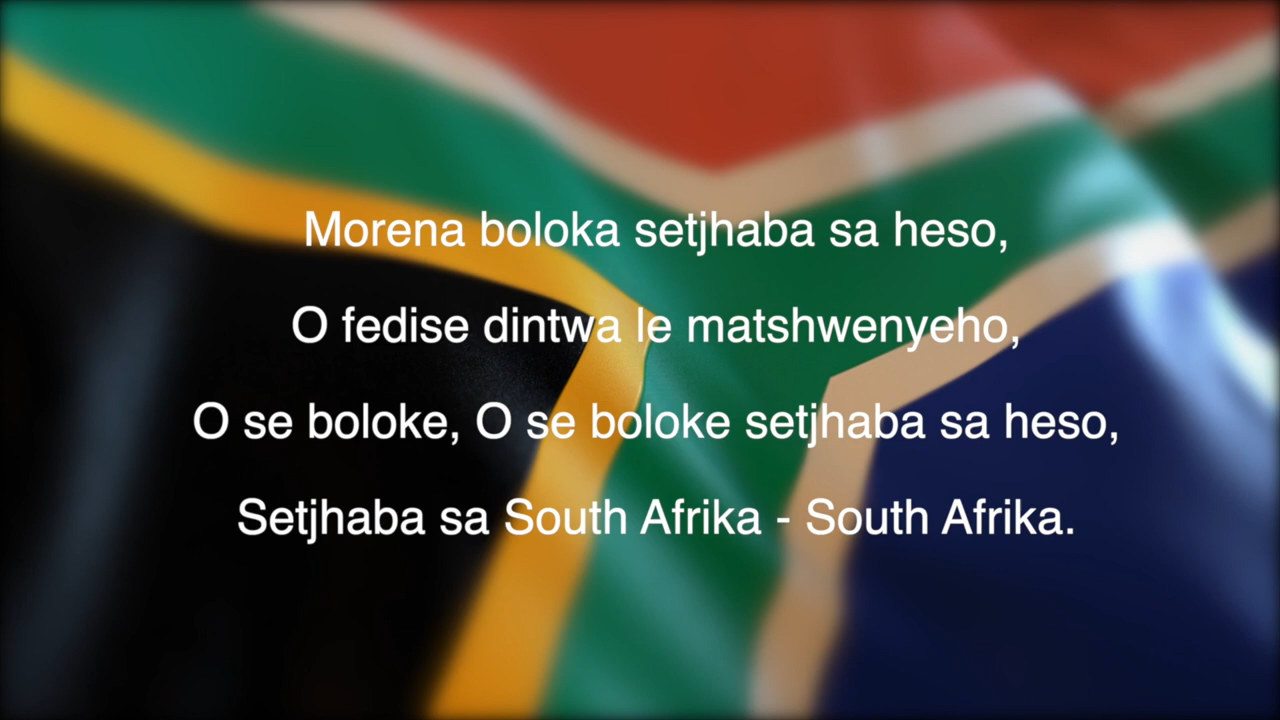 Morena boloka setjhaba sa heso,
O fedise dintwa le matshwenyeho,
O se boloke, O se boloke setjhaba sa heso,
Setjhaba sa South Afrika - South Afrika.